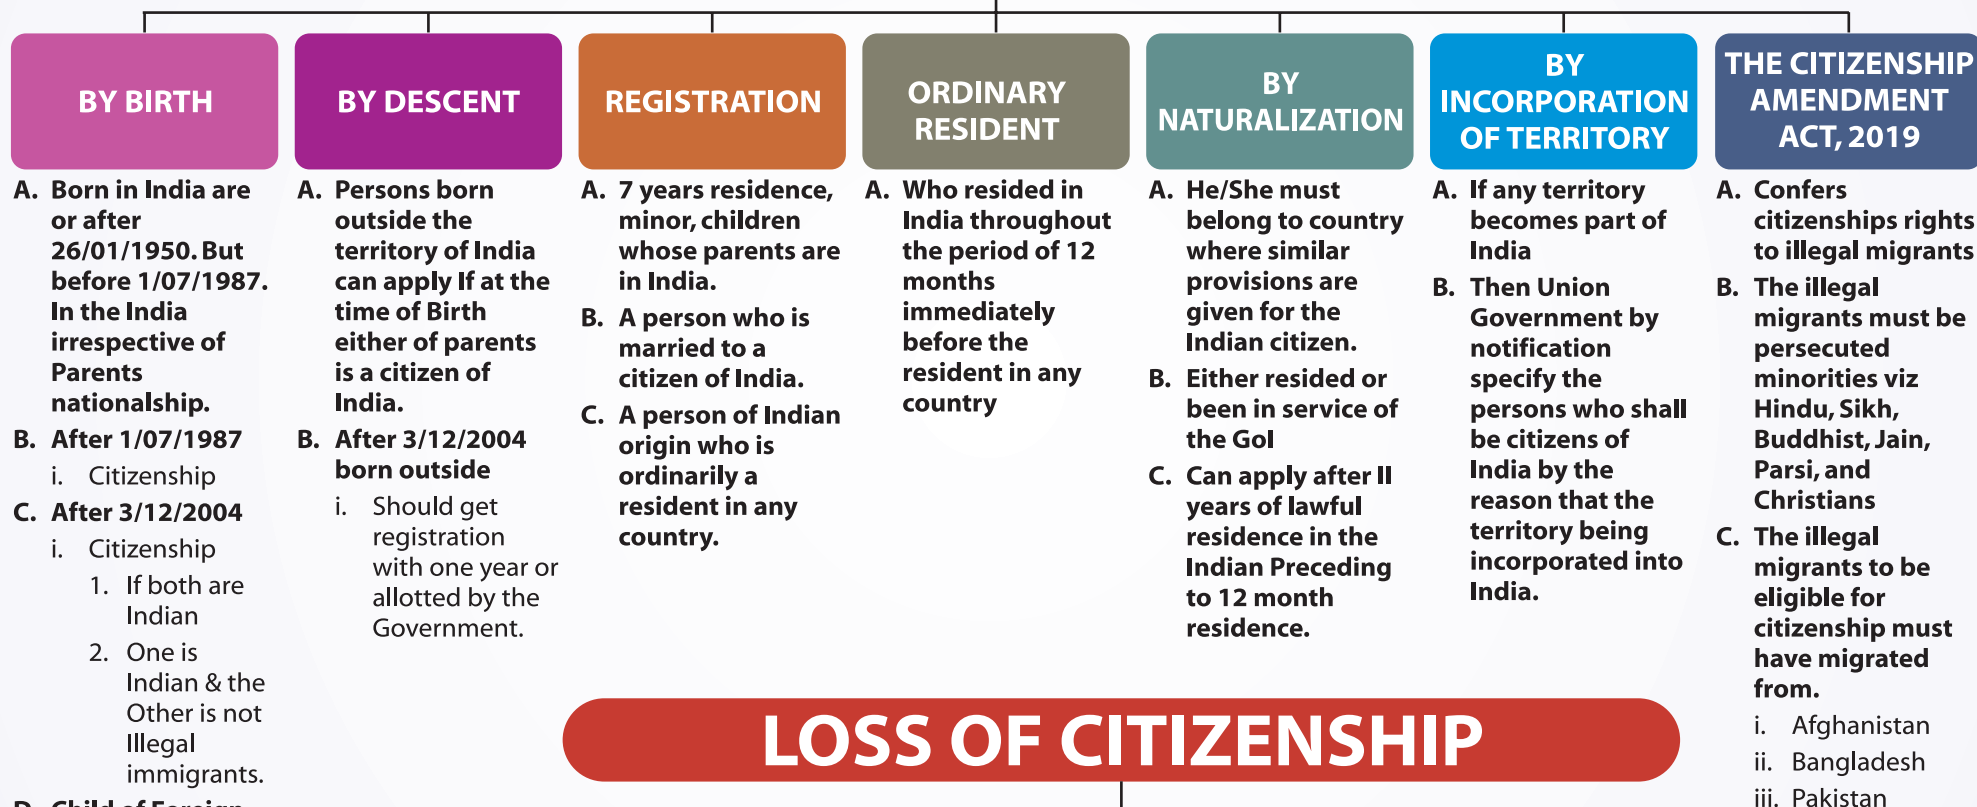 BY BIRTH
A. Born in India are
or after
26/01/1950. But
before 1/07/1987.
In the India
irrespective of
Parents
nationalship.
B. After 1/07/1987
i. Citizenship
C. After 3/12/2004
i. Citizenship
1. If both are
Indian
2. One is
Indian & the
Other is not
Illegal
immigrants.
D. Child of Foreign
BY DESCENT
A. Persons born
outside the
territory of India
can apply If at the
time of Birth
either of parents
is a citizen of
India.
B. After 3/12/2004
born outside
i. Should get
registration
with one year or
allotted by the
Government.
REGISTRATION
A. 7 years residence,
minor, children
whose parents are
in India.
B. A person who is
married to a
citizen of India.
C. A person of Indian
origin who is
ordinarily a
resident in any
country.
ORDINARY
RESIDENT
A. Who resided in
India throughout
the period of 12
months
immediately
before the
resident in any
country
BY
NATURALIZATION
A. He/She must
belong to country
where similar
provisions are
given for the
Indian citizen.
B. Either resided or
been in service of
the GoI
C. Can apply after II
years of lawful
residence in the
Indian Preceding
to 12 month
residence.
BY
INCORPORATION
OF TERRITORY
A. If any territory
becomes part of
India
B. Then Union
Government by
notification
specify the
persons who shall
be citizens of
India by the
reason that the
territory being
incorporated into
India.
THE CITIZENSHIP
AMENDMENT
ACT, 2019
A. Confers
citizenships rights
to illegal migrants
B. The illegal
migrants must be
persecuted
minorities viz
Hindu, Sikh,
Buddhist, Jain,
Parsi, and
Christians
C. The illegal
migrants to be
eligible for
citizenship must
have migrated
from.
i. Afghanistan
ii. Bangladesh
iii. Pakistan
LOSS OF CITIZENSHIP